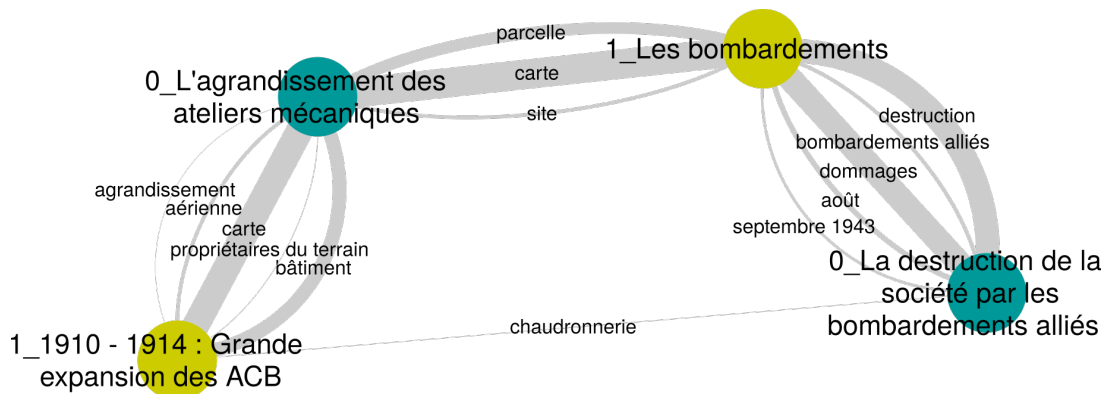 parcelle
1_Les bombardements
carte
0_L'agrandissement des
ateliers mécaniques
site
destruction
bombardements alliés
dommages
août
septembre 1943
agrandissement
aérienne
carte
propriétaires du terrain
bâtiment
0_La destruction de la
société par les
bombardements alliés
chaudronnerie
1_1910 - 1914 : Grande
expansion des ACB